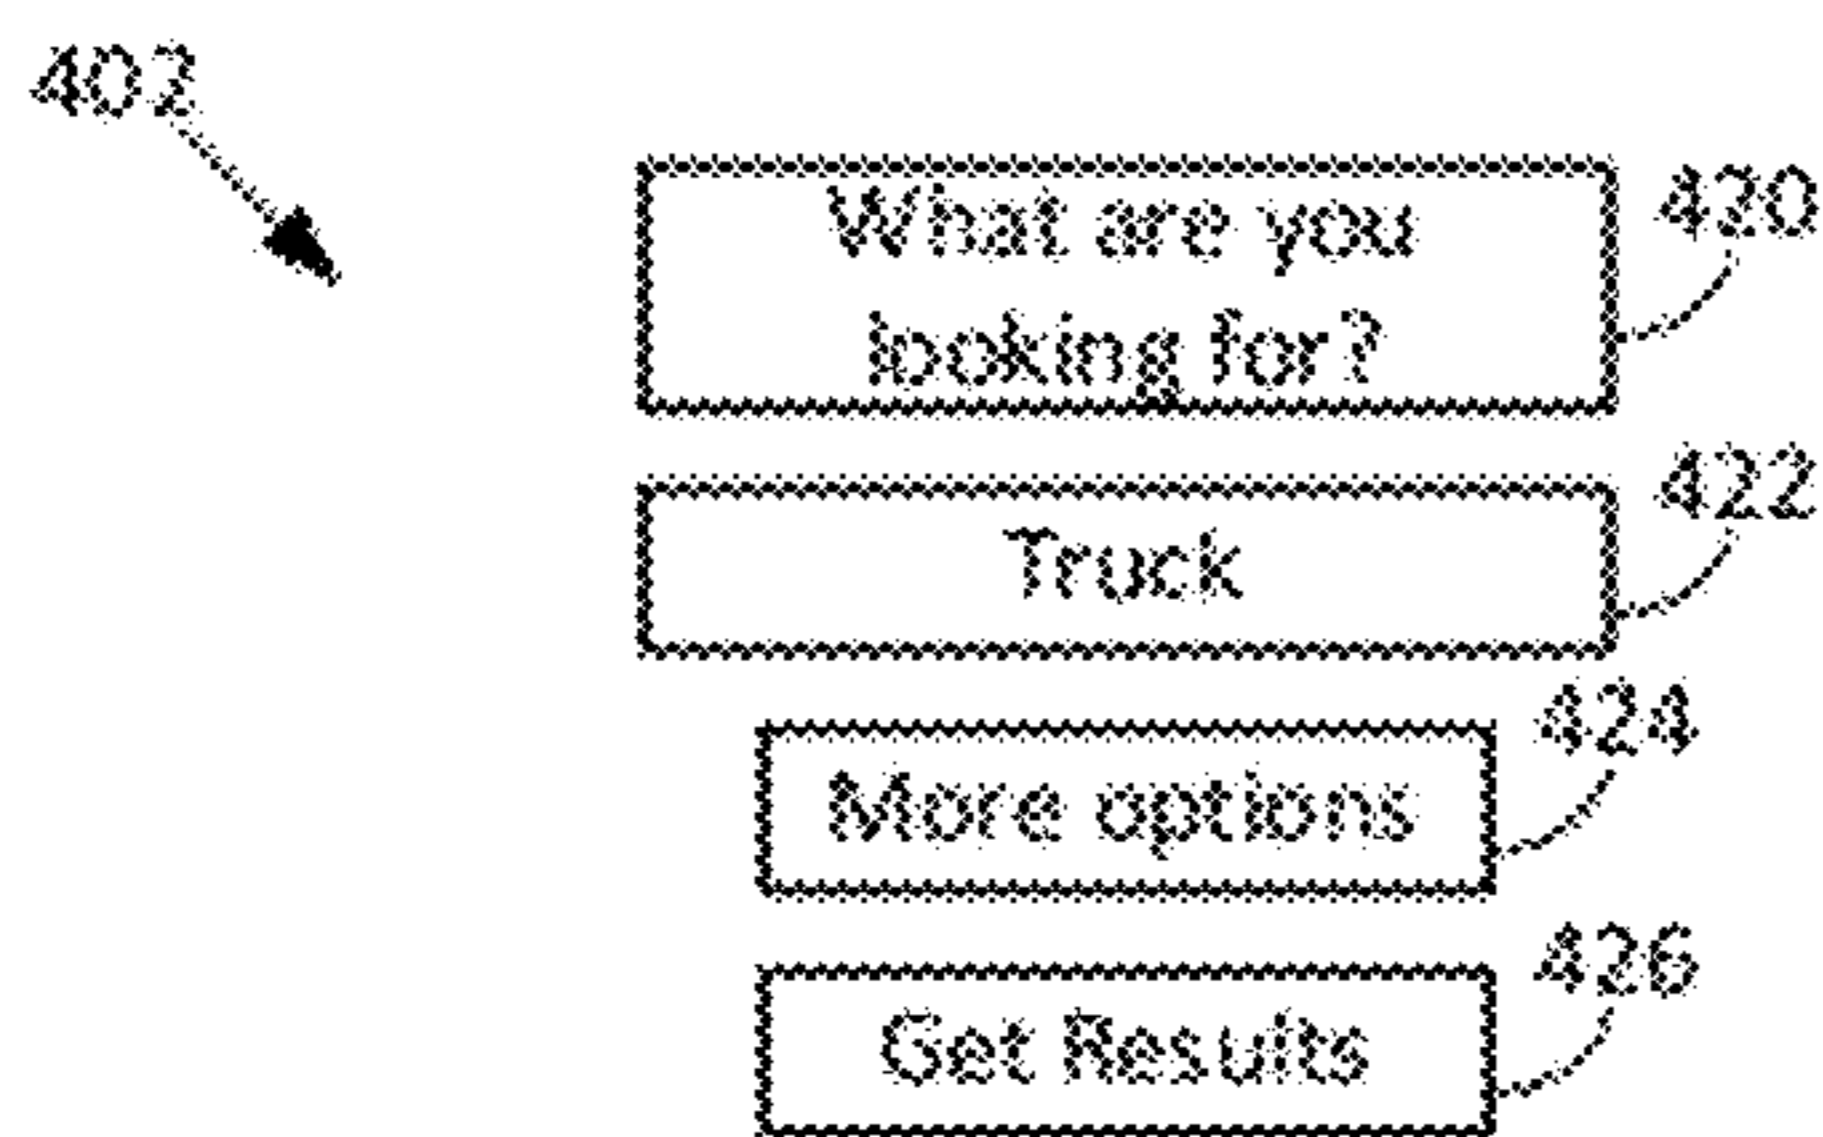 402
What are you
looking for?
420
Truck
422
More options
424
Get Results
426